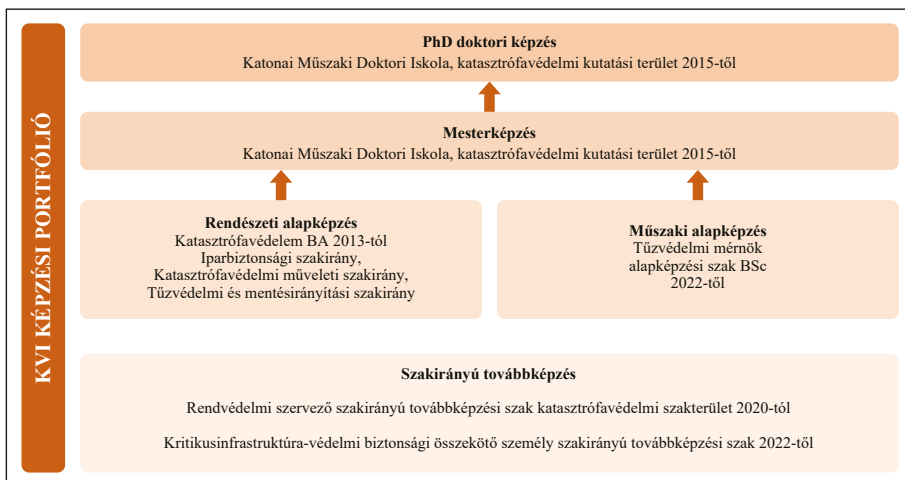 KVI KÉPZÉSI PORTFÓLIÓ
PhD doktori képzés
Katonai Műszaki Doktori Iskola, katasztrófavédelmi kutatási terület 2015-től
Mesterképzés
Katonai Műszaki Doktori Iskola, katasztrófavédelmi kutatási terület 2015-től
Rendészeti alapképzés
Katasztrófavédelem BA 2013-tól
Iparbiztonsági szakirány,
Katasztrófavédelmi műveleti szakirány,
Tűzvédelmi és mentésirányítási szakirány
Műszaki alapképzés
Tűzvédelmi mérnök
alapképzési szak BSc
2022-től
Szakirányú továbbképzés
Rendvédelmi szervező szakirányú továbbképzési szak katasztrófavédelmi szakterület 2020-tól
Kritikusinfrastruktúra-védelmi biztonsági összekötő személy szakirányú továbbképzési szak 2022-től